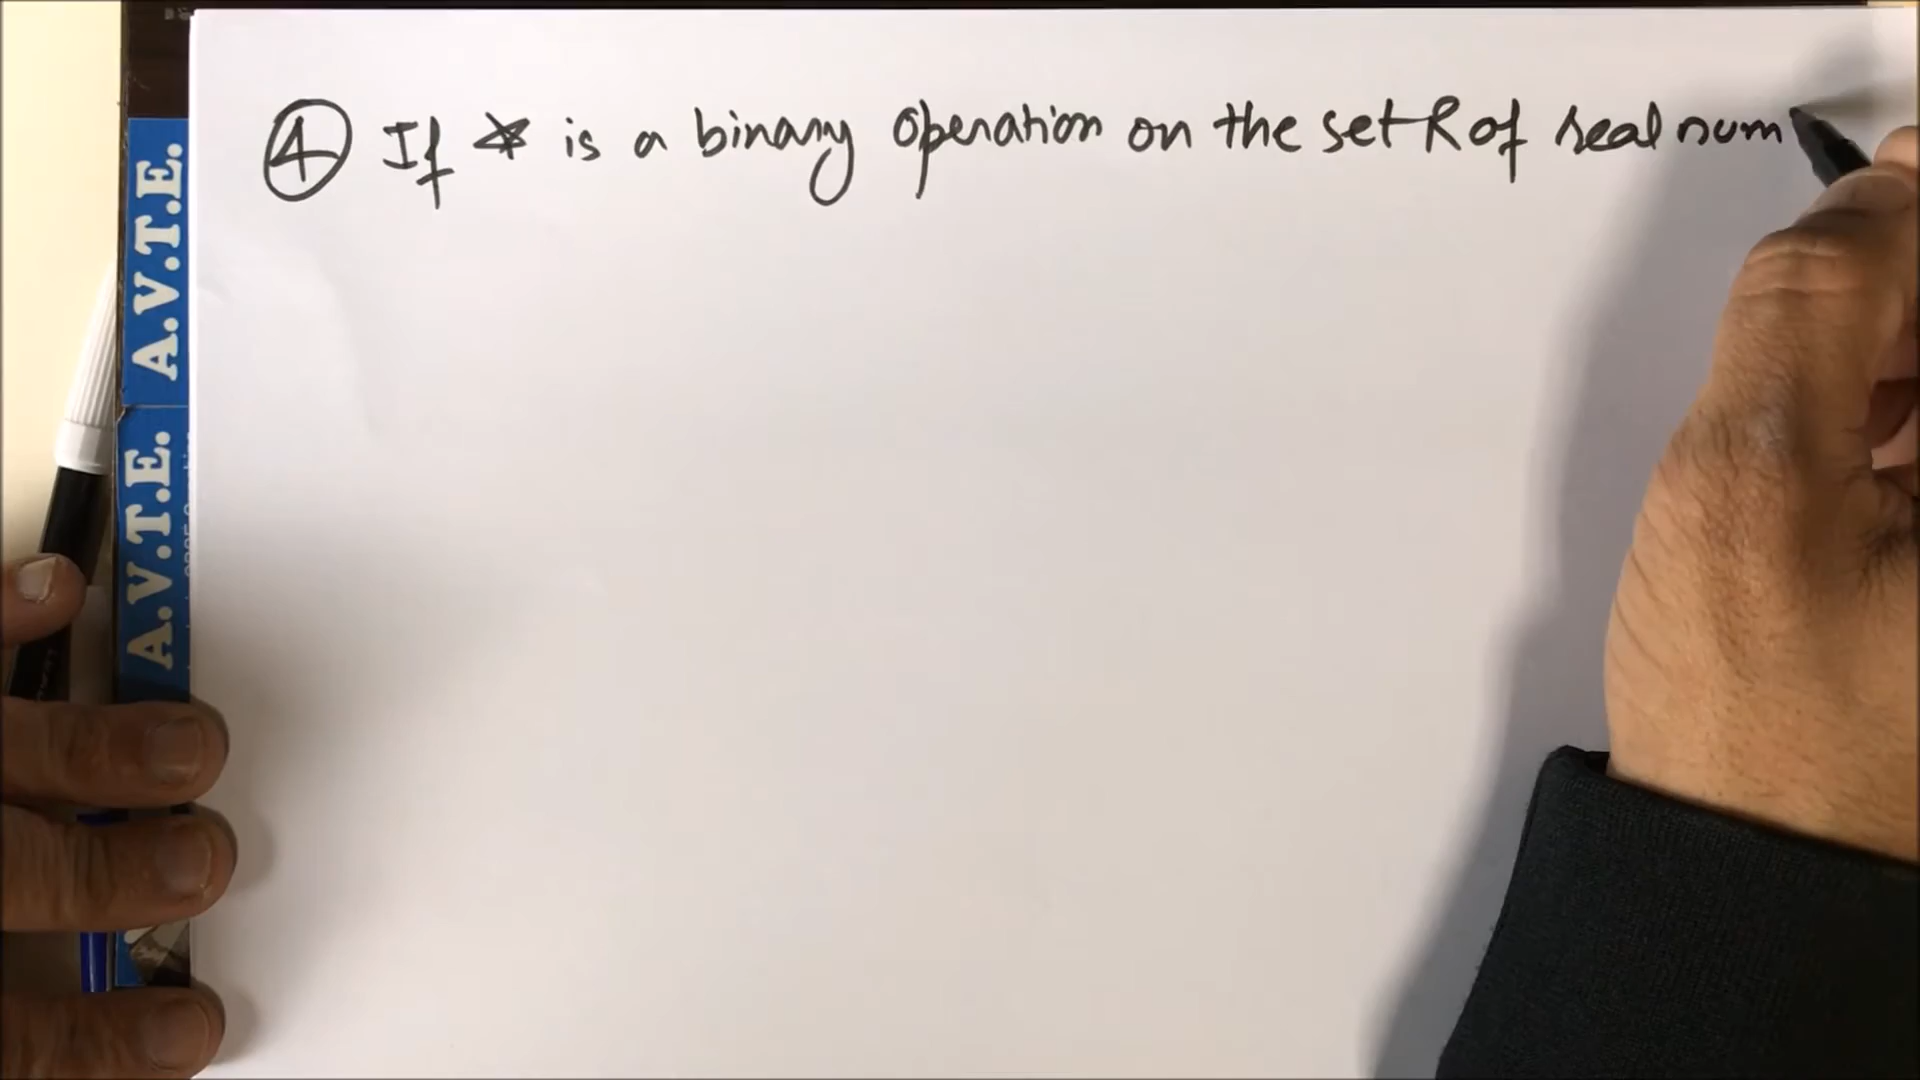 ④ If * is a binary operation on the set R of real num
A.V.T.E.
A.V.T.E.